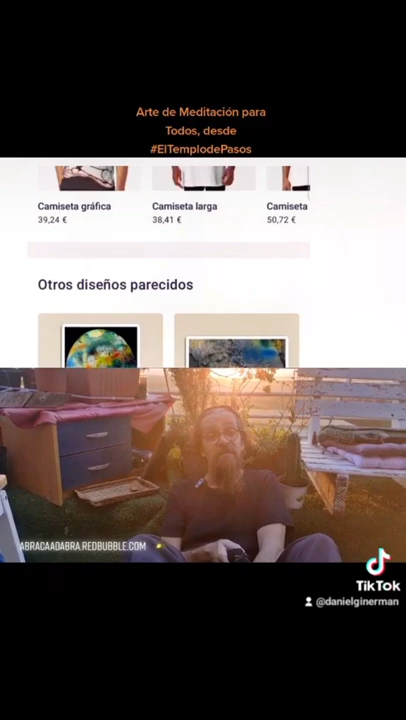 Arte de Meditación para
Todos, desde
#ElTemplodePasos
Camiseta gráfica
39,24 €
Camiseta larga
38,41 €
Camiseta
50,72 €
Otros diseños parecidos
ABRACAADABRA.REDBUBBLE.COM
TikTok
@danielginerman